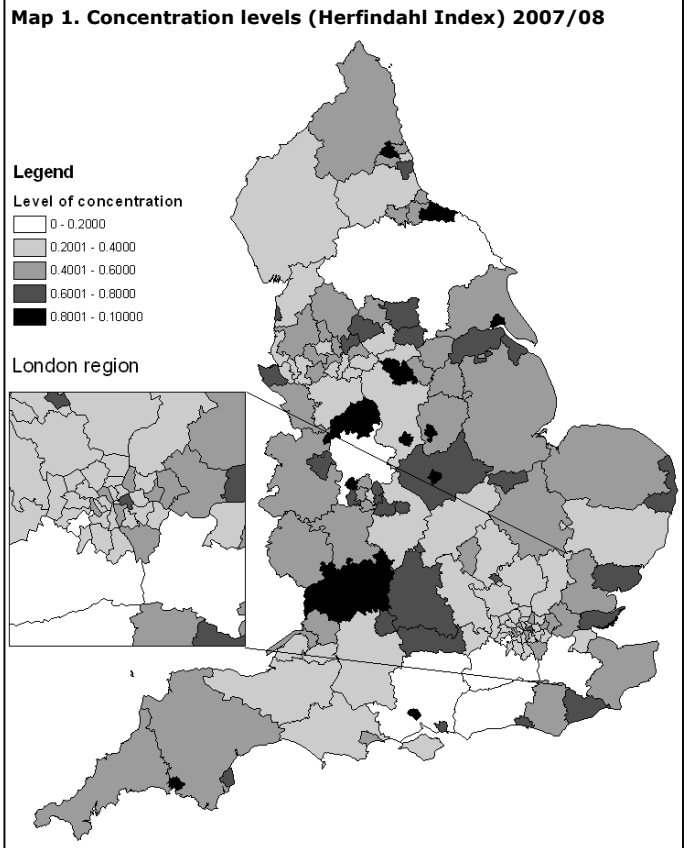 Map 1. Concentration levels (Herfindahl Index) 2007/08
Legend
Level of concentration
0 - 0.2000
0.2001 - 0.4000
0.4001 - 0.6000
0.6001 - 0.8000
0.8001 - 0.10000
London region